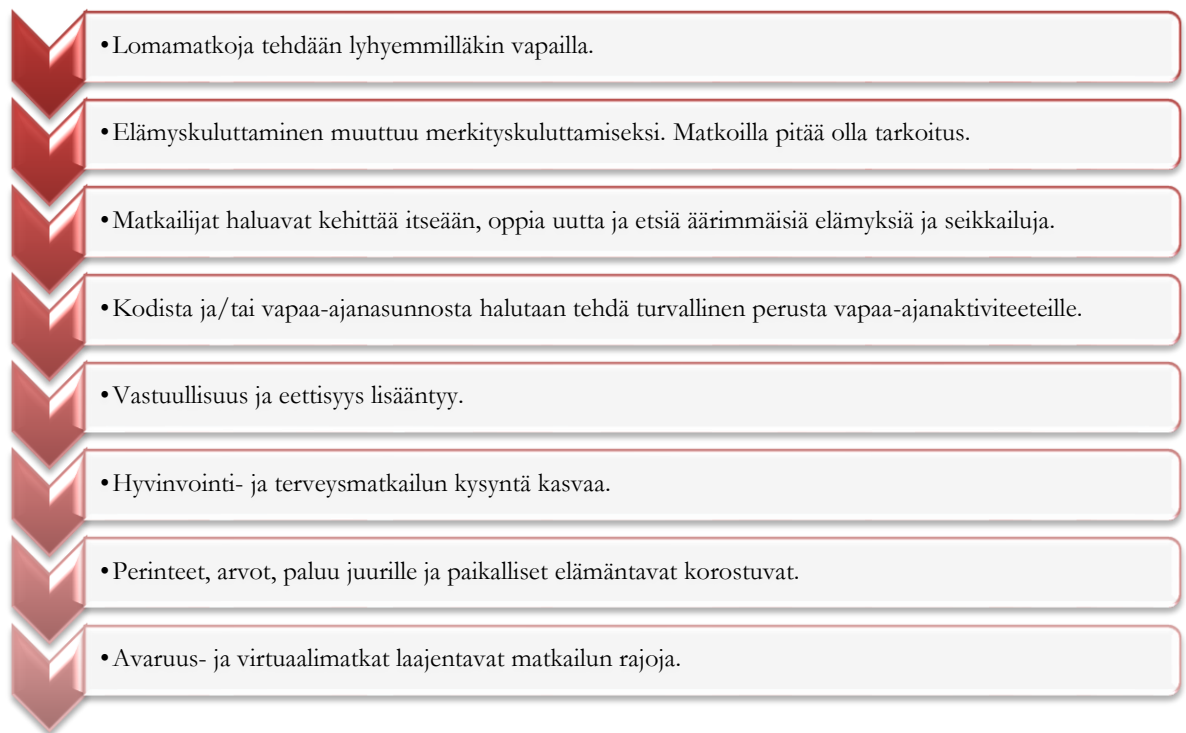 •Lomamatkoja tehdään lyhyemmilläkin vapailla.
•Elämyskuluttaminen muuttuu merkityskuluttamiseksi. Matkoilla pitää olla tarkoitus.
•Matkailijat haluavat kehittää itseään, oppia uutta ja etsiä äärimmäisiä elämyksiä ja seikkailuja.
•Kodista ja/tai vapaa-ajanasunnosta halutaan tehdä turvallinen perusta vapaa-ajanaktiviteeteille.
•Vastuullisuus ja eettisyys lisääntyy.
•Hyvinvointi- ja terveysmatkailun kysyntä kasvaa.
•Perinteet, arvot, paluu juurille ja paikalliset elämäntavat korostuvat.
•Avaruus- ja virtuaalimatkat laajentavat matkailun rajoja.